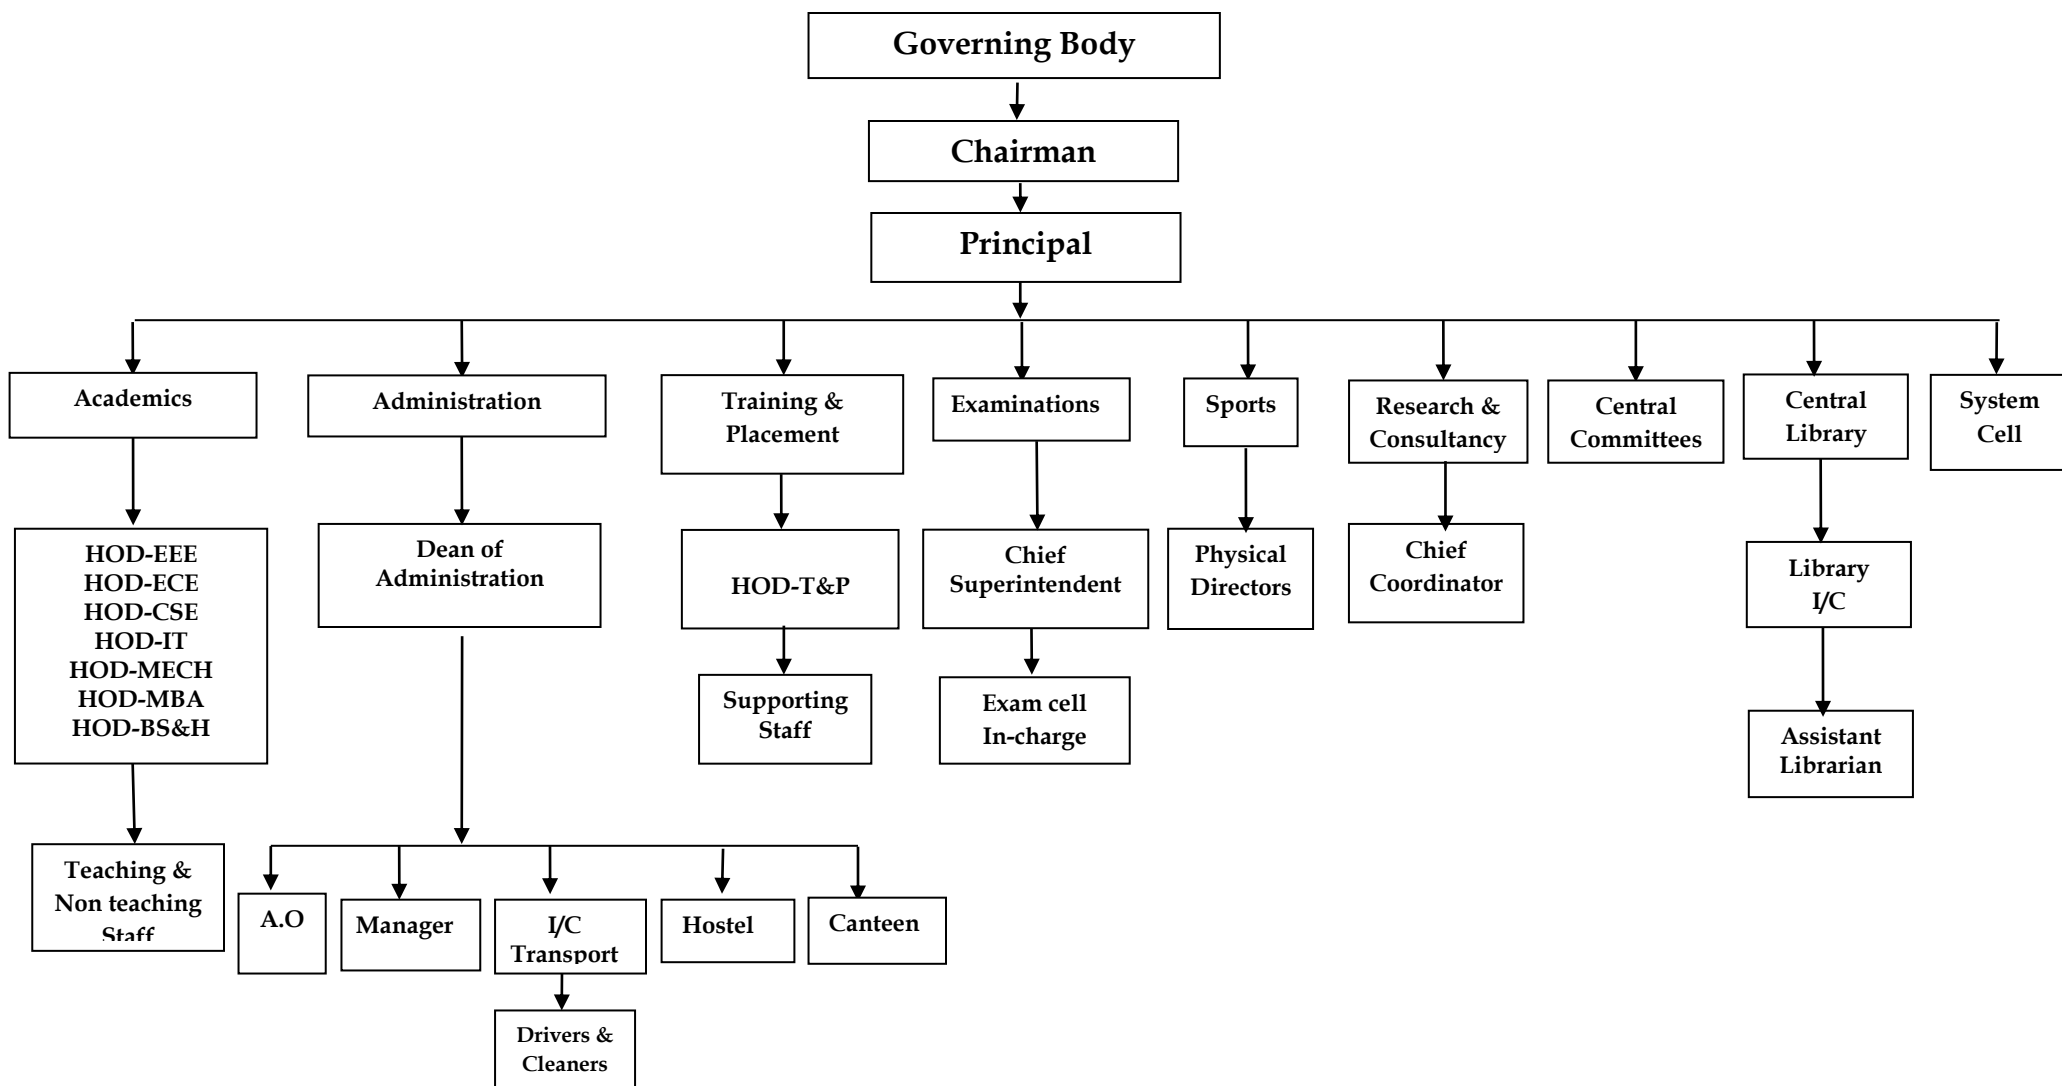 Governing Body
Chairman
Principal
Academics
Administration
Training &
Placement
Examinations
Sports
Research &
Consultancy
Central
Committees
Central
Library
System
Cell
HOD-EEE
HOD-ECE
HOD-CSE
HOD-IT
HOD-MECH
HOD-MBA
HOD-BS&H
Dean of
Administration
HOD-T&P
Chief
Superintendent
Physical
Directors
Chief
Coordinator
Library
I/C
Supporting
Staff
Exam cell
In-charge
Assistant
Librarian
Teaching &
Non teaching
Staff
A.O
Manager
I/C
Transport
Hostel
Canteen
Drivers &
Cleaners